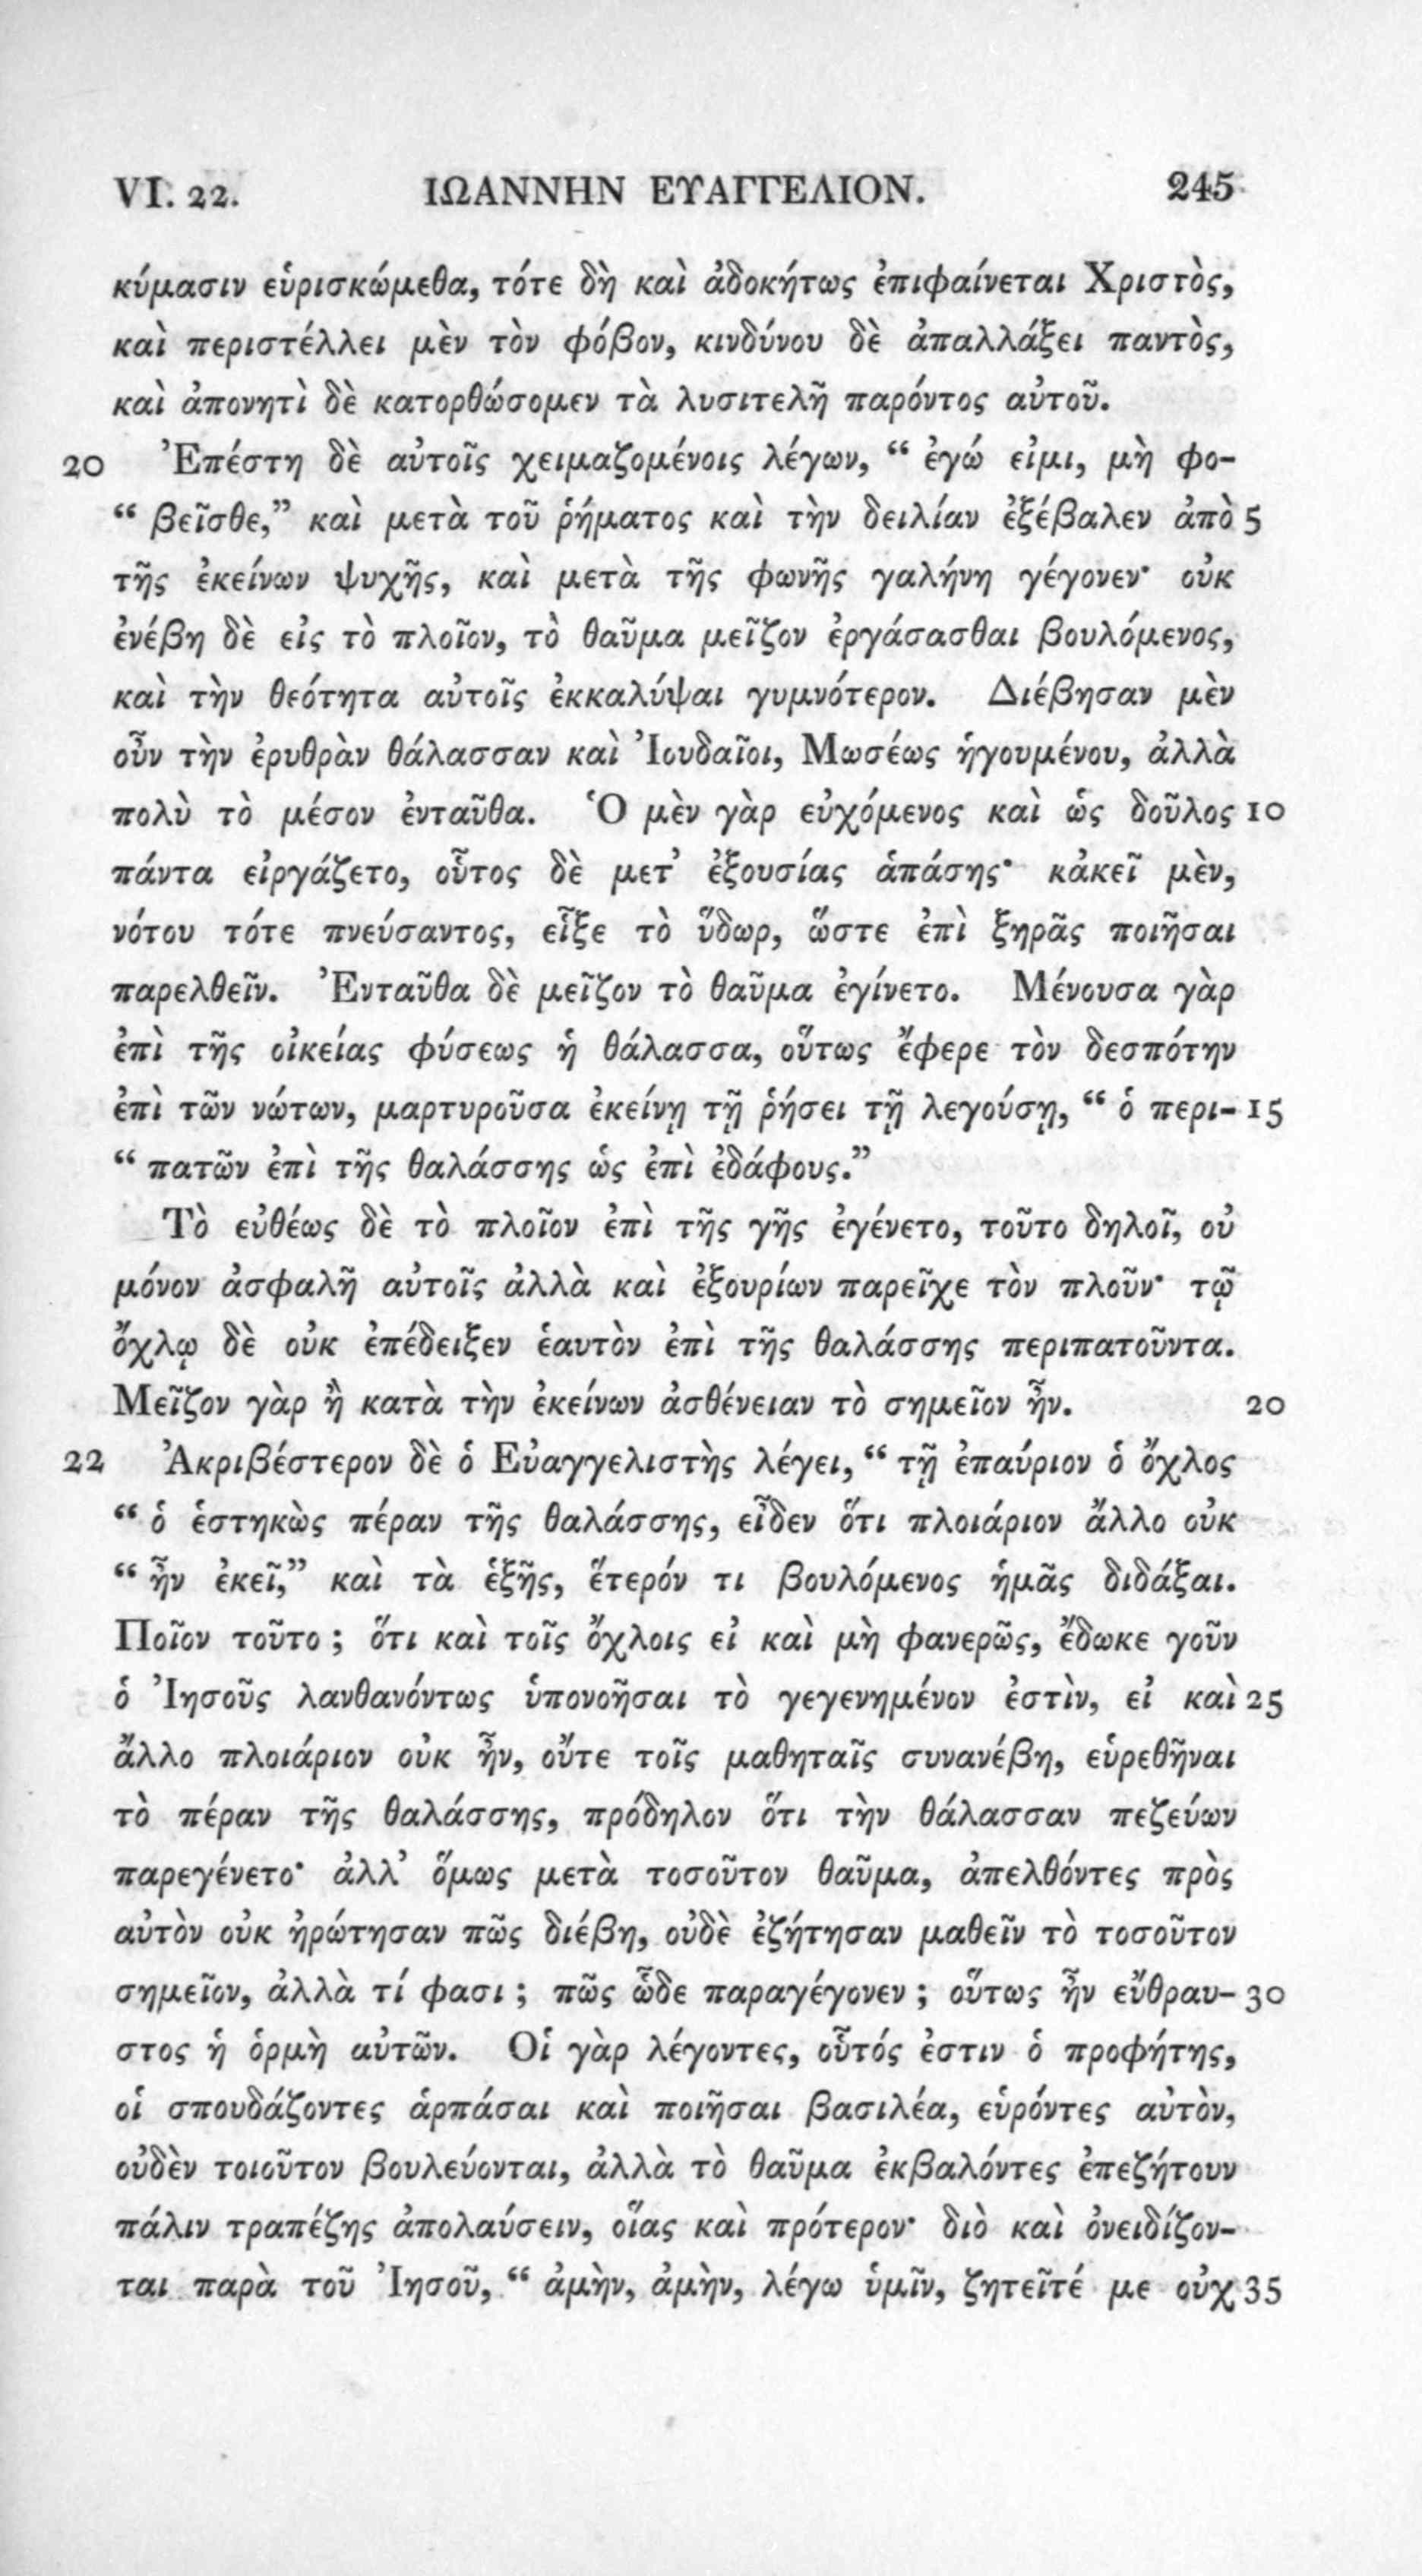 VI. 22. ΙΩΑΝΝΗΝ ΕΥΑΓΓΕΛΙΟΝ. 245
κύμασιν εὑρισκώμεθα, τότε δὴ καὶ ἀδοκήτως ἐπιφαίνεται Χριστὸς,
καὶ περιστέλλει μὲν τὸν φόβον, κινδύνου δὲ ἀπαλλάξει παντὸς,
καὶ ἀπονητὶ δὲ κατορθώσομεν τὰ λυσιτελῆ παρόντος αὐτοῦ.
20 Ἐπέστη δὲ αὐτοῖς χειμαζομένοις λέγων, “ ἐγώ εἰμι, μὴ φο-
“ βεῖσθε,” καὶ μετὰ τοῦ ῥήματος καὶ τὴν δειλίαν ἐξέβαλεν ἀπὸ 5
τῆς ἐκείνων ψυχῆς, καὶ μετὰ τῆς φωνῆς γαλήνη γέγονεν· οὐκ
ἐνέβη δὲ εἰς τὸ πλοῖον, τὸ θαῦμα μεῖζον ἐργάσασθαι βουλόμενος,
καὶ τὴν θεότητα αὐτοῖς ἐκκαλύψαι γυμνότερον. Διέβησαν μὲν
οὖν τὴν ἐρυθρὰν θάλασσαν καὶ Ἰουδαῖοι, Μωσέως ἡγουμένου, ἀλλὰ
πολὺ τὸ μέσον ἐνταῦθα. Ὁ μὲν γὰρ εὐχόμενος καὶ ὡς δοῦλος 10
πάντα εἰργάζετο, οὗτος δὲ μετ’ ἐξουσίας ἁπάσης· κἀκεῖ μὲν,
νότου τότε πνεύσαντος, εἶξε τὸ ὕδωρ, ὥστε ἐπὶ ξηρᾶς ποιῆσαι
παρελθεῖν. Ἐνταῦθα δὲ μεῖζον τὸ θαῦμα ἐγίνετο. Μένουσα γὰρ
ἐπὶ τῆς οἰκείας φύσεως ἡ θάλασσα, οὕτως ἔφερε τὸν δεσπότην
ἐπὶ τῶν νώτων, μαρτυροῦσα ἐκείνῃ τῇ ῥήσει τῇ λεγούσῃ, “ ὁ περι- 15
“ πατῶν ἐπὶ τῆς θαλάσσης ὡς ἐπὶ ἐδάφους.”
Τὸ εὐθέως δὲ τὸ πλοῖον ἐπὶ τῆς γῆς ἐγένετο, τοῦτο δηλοῖ, οὐ
μόνον ἀσφαλῆ αὐτοῖς ἀλλὰ καὶ ἐξουρίων παρεῖχε τὸν πλοῦν· τῷ
ὄχλῳ δὲ οὐκ ἐπέδειξεν ἑαυτὸν ἐπὶ τῆς θαλάσσης περιπατοῦντα.
Μεῖζον γὰρ ἢ κατὰ τὴν ἐκείνων ἀσθένειαν τὸ σημεῖον ἦν. 20
22 Ἀκριβέστερον δὲ ὁ Εὐαγγελιστὴς λέγει, “ τῇ ἐπαύριον ὁ ὄχλος
“ ὁ ἑστηκὼς πέραν τῆς θαλάσσης, εἶδεν ὅτι πλοιάριον ἄλλο οὐκ
“ ἦν ἐκεῖ,” καὶ τὰ ἑξῆς, ἕτερόν τι βουλόμενος ἡμᾶς διδάξαι.
Ποῖον τοῦτο ; ὅτι καὶ τοῖς ὄχλοις εἰ καὶ μὴ φανερῶς, ἔδωκε γοῦν
ὁ Ἰησοῦς λανθανόντως ὑπονοῆσαι τὸ γεγενημένον ἐστὶν, εἰ καὶ 25
ἄλλο πλοιάριον οὐκ ἦν, οὔτε τοῖς μαθηταῖς συνανέβη, εὑρεθῆναι
τὸ πέραν τῆς θαλάσσης, πρόδηλον ὅτι τὴν θάλασσαν πεζεύων
παρεγένετο· ἀλλ’ ὅμως μετὰ τοσοῦτον θαῦμα, ἀπελθόντες πρὸς
αὐτὸν οὐκ ἠρώτησαν πῶς διέβη, οὐδὲ ἐζήτησαν μαθεῖν τὸ τοσοῦτον
σημεῖον, ἀλλὰ τί φασι ; πῶς ὧδε παραγέγονεν ; οὕτως ἦν εὔθραυ- 30
στος ἡ ὁρμὴ αὐτῶν. Οἱ γὰρ λέγοντες, οὗτός ἐστιν ὁ προφήτης,
οἱ σπουδάζοντες ἁρπάσαι καὶ ποιῆσαι βασιλέα, εὑρόντες αὐτὸν,
οὐδὲν τοιοῦτον βουλεύονται, ἀλλὰ τὸ θαῦμα ἐκβαλόντες ἐπεζήτουν
πάλιν τραπέζης ἀπολαύσειν, οἵας καὶ πρότερον· διὸ καὶ ὀνειδίζον-
ται παρὰ τοῦ Ἰησοῦ, “ ἀμὴν, ἀμὴν, λέγω ὑμῖν, ζητεῖτέ με οὐχ 35